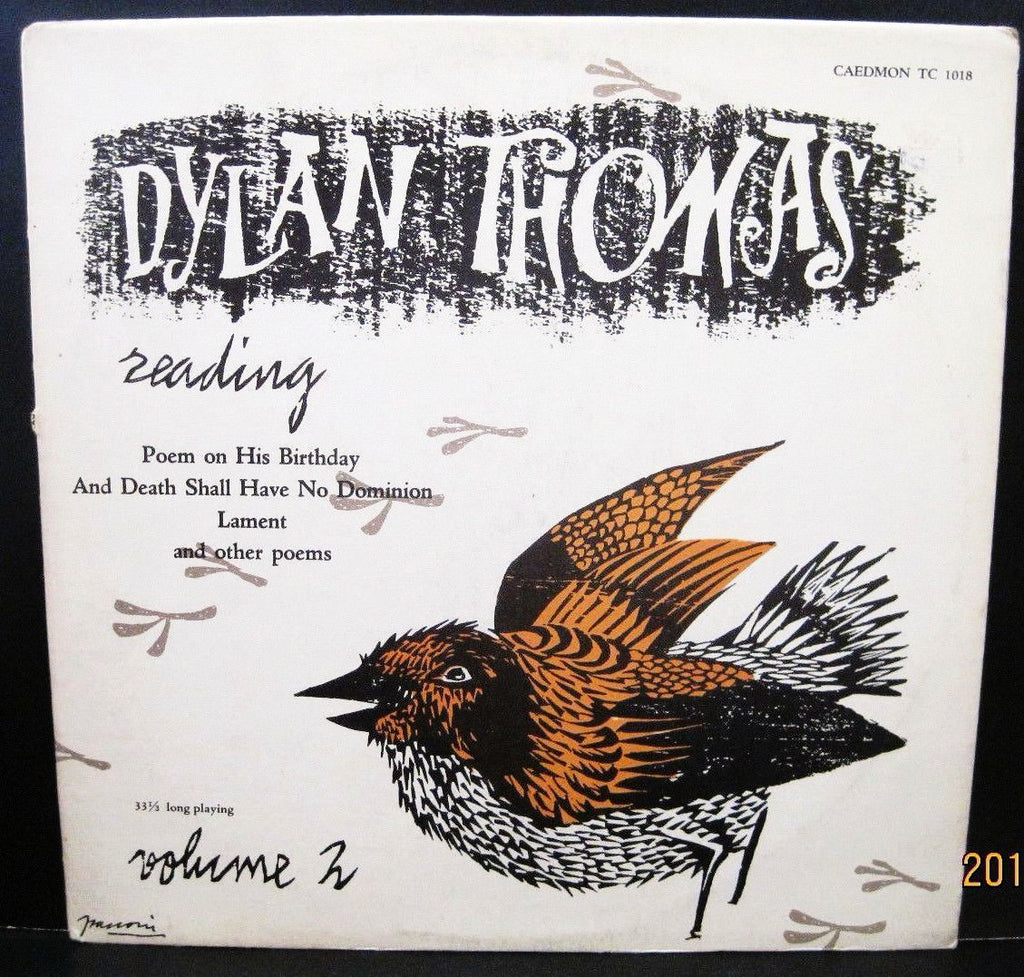 CAEDMON TC 1018
DYLAN THOMAS
reading
Poem on His Birthday
And Death Shall Have No Dominion
Lament
and other poems
33⅓ long playing
volume 2
201